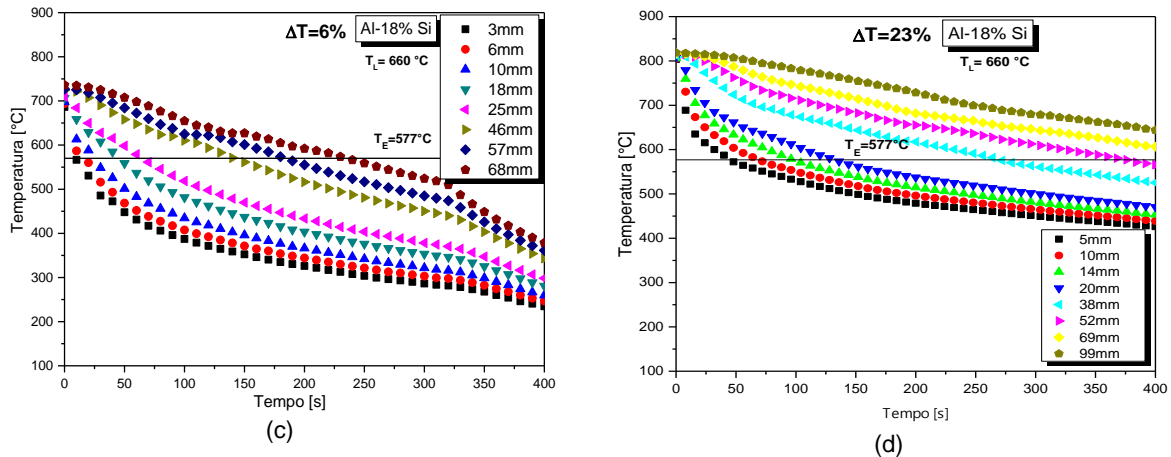 ΔT=6%
Al-18% Si
T_L= 660 °C
T_E=577°C
3mm
6mm
10mm
18mm
25mm
46mm
57mm
68mm
900
800
700
600
500
400
300
200
100
0
50
100
150
200
250
300
350
400
Temperatura [°C]
Tempo [s]
(c)
ΔT=23%
Al-18% Si
T_L= 660 °C
T_E=577°C
5mm
10mm
14mm
20mm
38mm
52mm
69mm
99mm
900
800
700
600
500
400
300
200
100
0
50
100
150
200
250
300
350
400
Temperatura [°C]
Tempo [s]
(d)